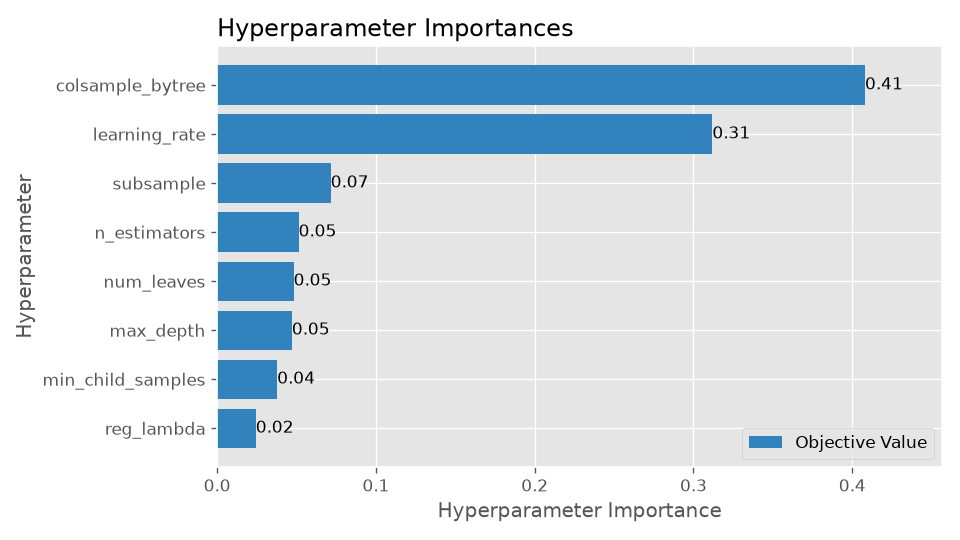 Hyperparameter Importances
Hyperparameter
colsample_bytree 0.41
learning_rate 0.31
subsample 0.07
n_estimators 0.05
num_leaves 0.05
max_depth 0.05
min_child_samples 0.04
reg_lambda 0.02
Objective Value
0.0 0.1 0.2 0.3 0.4
Hyperparameter Importance